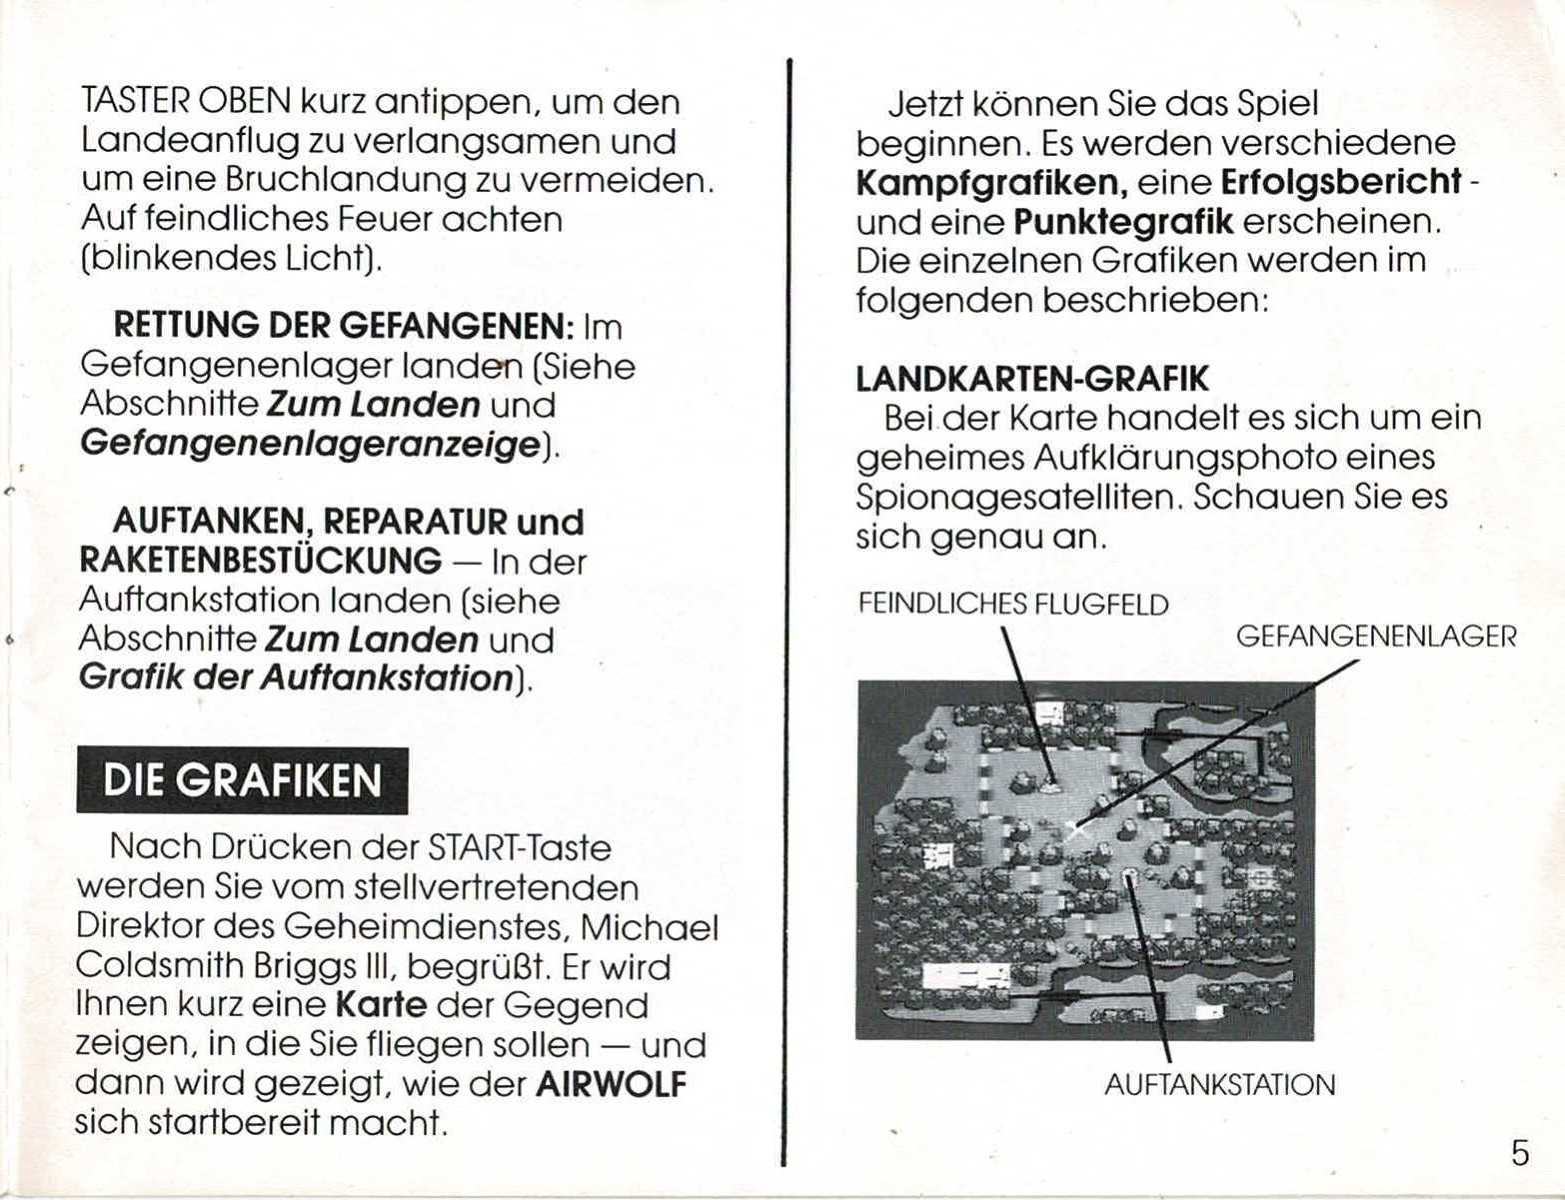 TASTER OBEN kurz antippen, um den
Landeanflug zu verlangsamen und
um eine Bruchlandung zu vermeiden.
Auf feindliches Feuer achten
(blinkendes Licht).
RETTUNG DER GEFANGENEN: Im
Gefangenenlager landen (Siehe
Abschnitte Zum Landen und
Gefangenenlageranzeige).
AUFTANKEN, REPARATUR und
RAKETENBESTÜCKUNG — In der
Auftankstation landen (siehe
Abschnitte Zum Landen und
Grafik der Auftankstation).
DIE GRAFIKEN
Nach Drücken der START-Taste
werden Sie vom stellvertretenden
Direktor des Geheimdienstes, Michael
Coldsmith Briggs III, begrüßt. Er wird
Ihnen kurz eine Karte der Gegend
zeigen, in die Sie fliegen sollen — und
dann wird gezeigt, wie der AIRWOLF
sich startbereit macht.
Jetzt können Sie das Spiel
beginnen. Es werden verschiedene
Kampfgrafiken, eine Erfolgsbericht -
und eine Punktegrafik erscheinen.
Die einzelnen Grafiken werden im
folgenden beschrieben:
LANDKARTEN-GRAFIK
Bei der Karte handelt es sich um ein
geheimes Aufklärungsphoto eines
Spionagesatelliten. Schauen Sie es
sich genau an.
FEINDLICHES FLUGFELD
GEFANGENENLAGER
AUFTANKSTATION
5